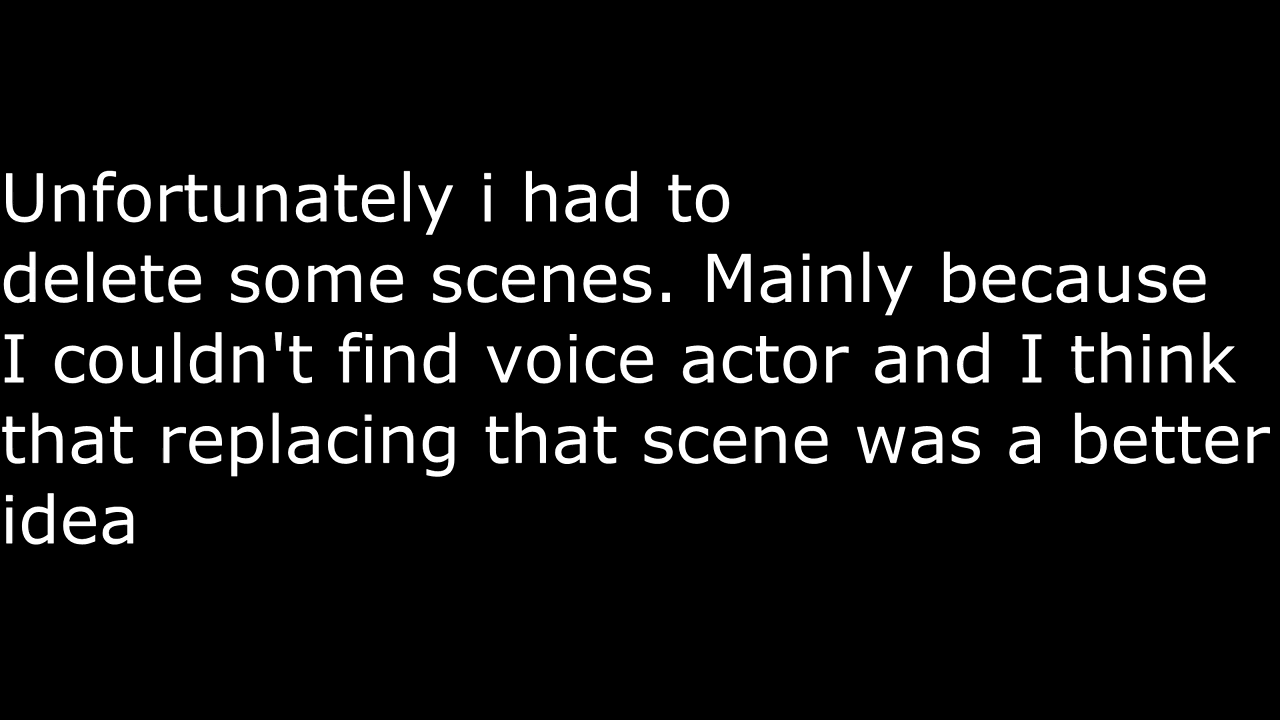 Unfortunately i had to
delete some scenes. Mainly because
I couldn't find voice actor and I think
that replacing that scene was a better
idea